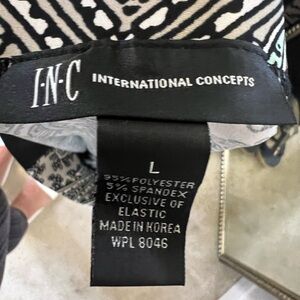 I·N·C INTERNATIONAL CONCEPTS
L
95% POLYESTER
5% SPANDEX
EXCLUSIVE OF
ELASTIC
MADE IN KOREA
WPL 8046